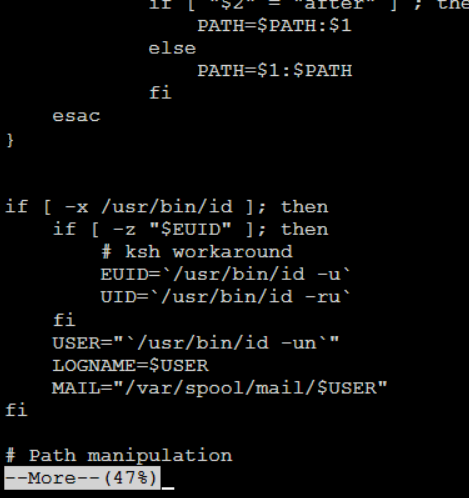 if [ "$2" = "after" ] ; the
PATH=$PATH:$1
else
PATH=$1:$PATH
fi
esac
}
if [ -x /usr/bin/id ]; then
if [ -z "$EUID" ]; then
# ksh workaround
EUID=`/usr/bin/id -u`
UID=`/usr/bin/id -ru`
fi
USER="`/usr/bin/id -un`"
LOGNAME=$USER
MAIL="/var/spool/mail/$USER"
fi
# Path manipulation
--More--(47%)